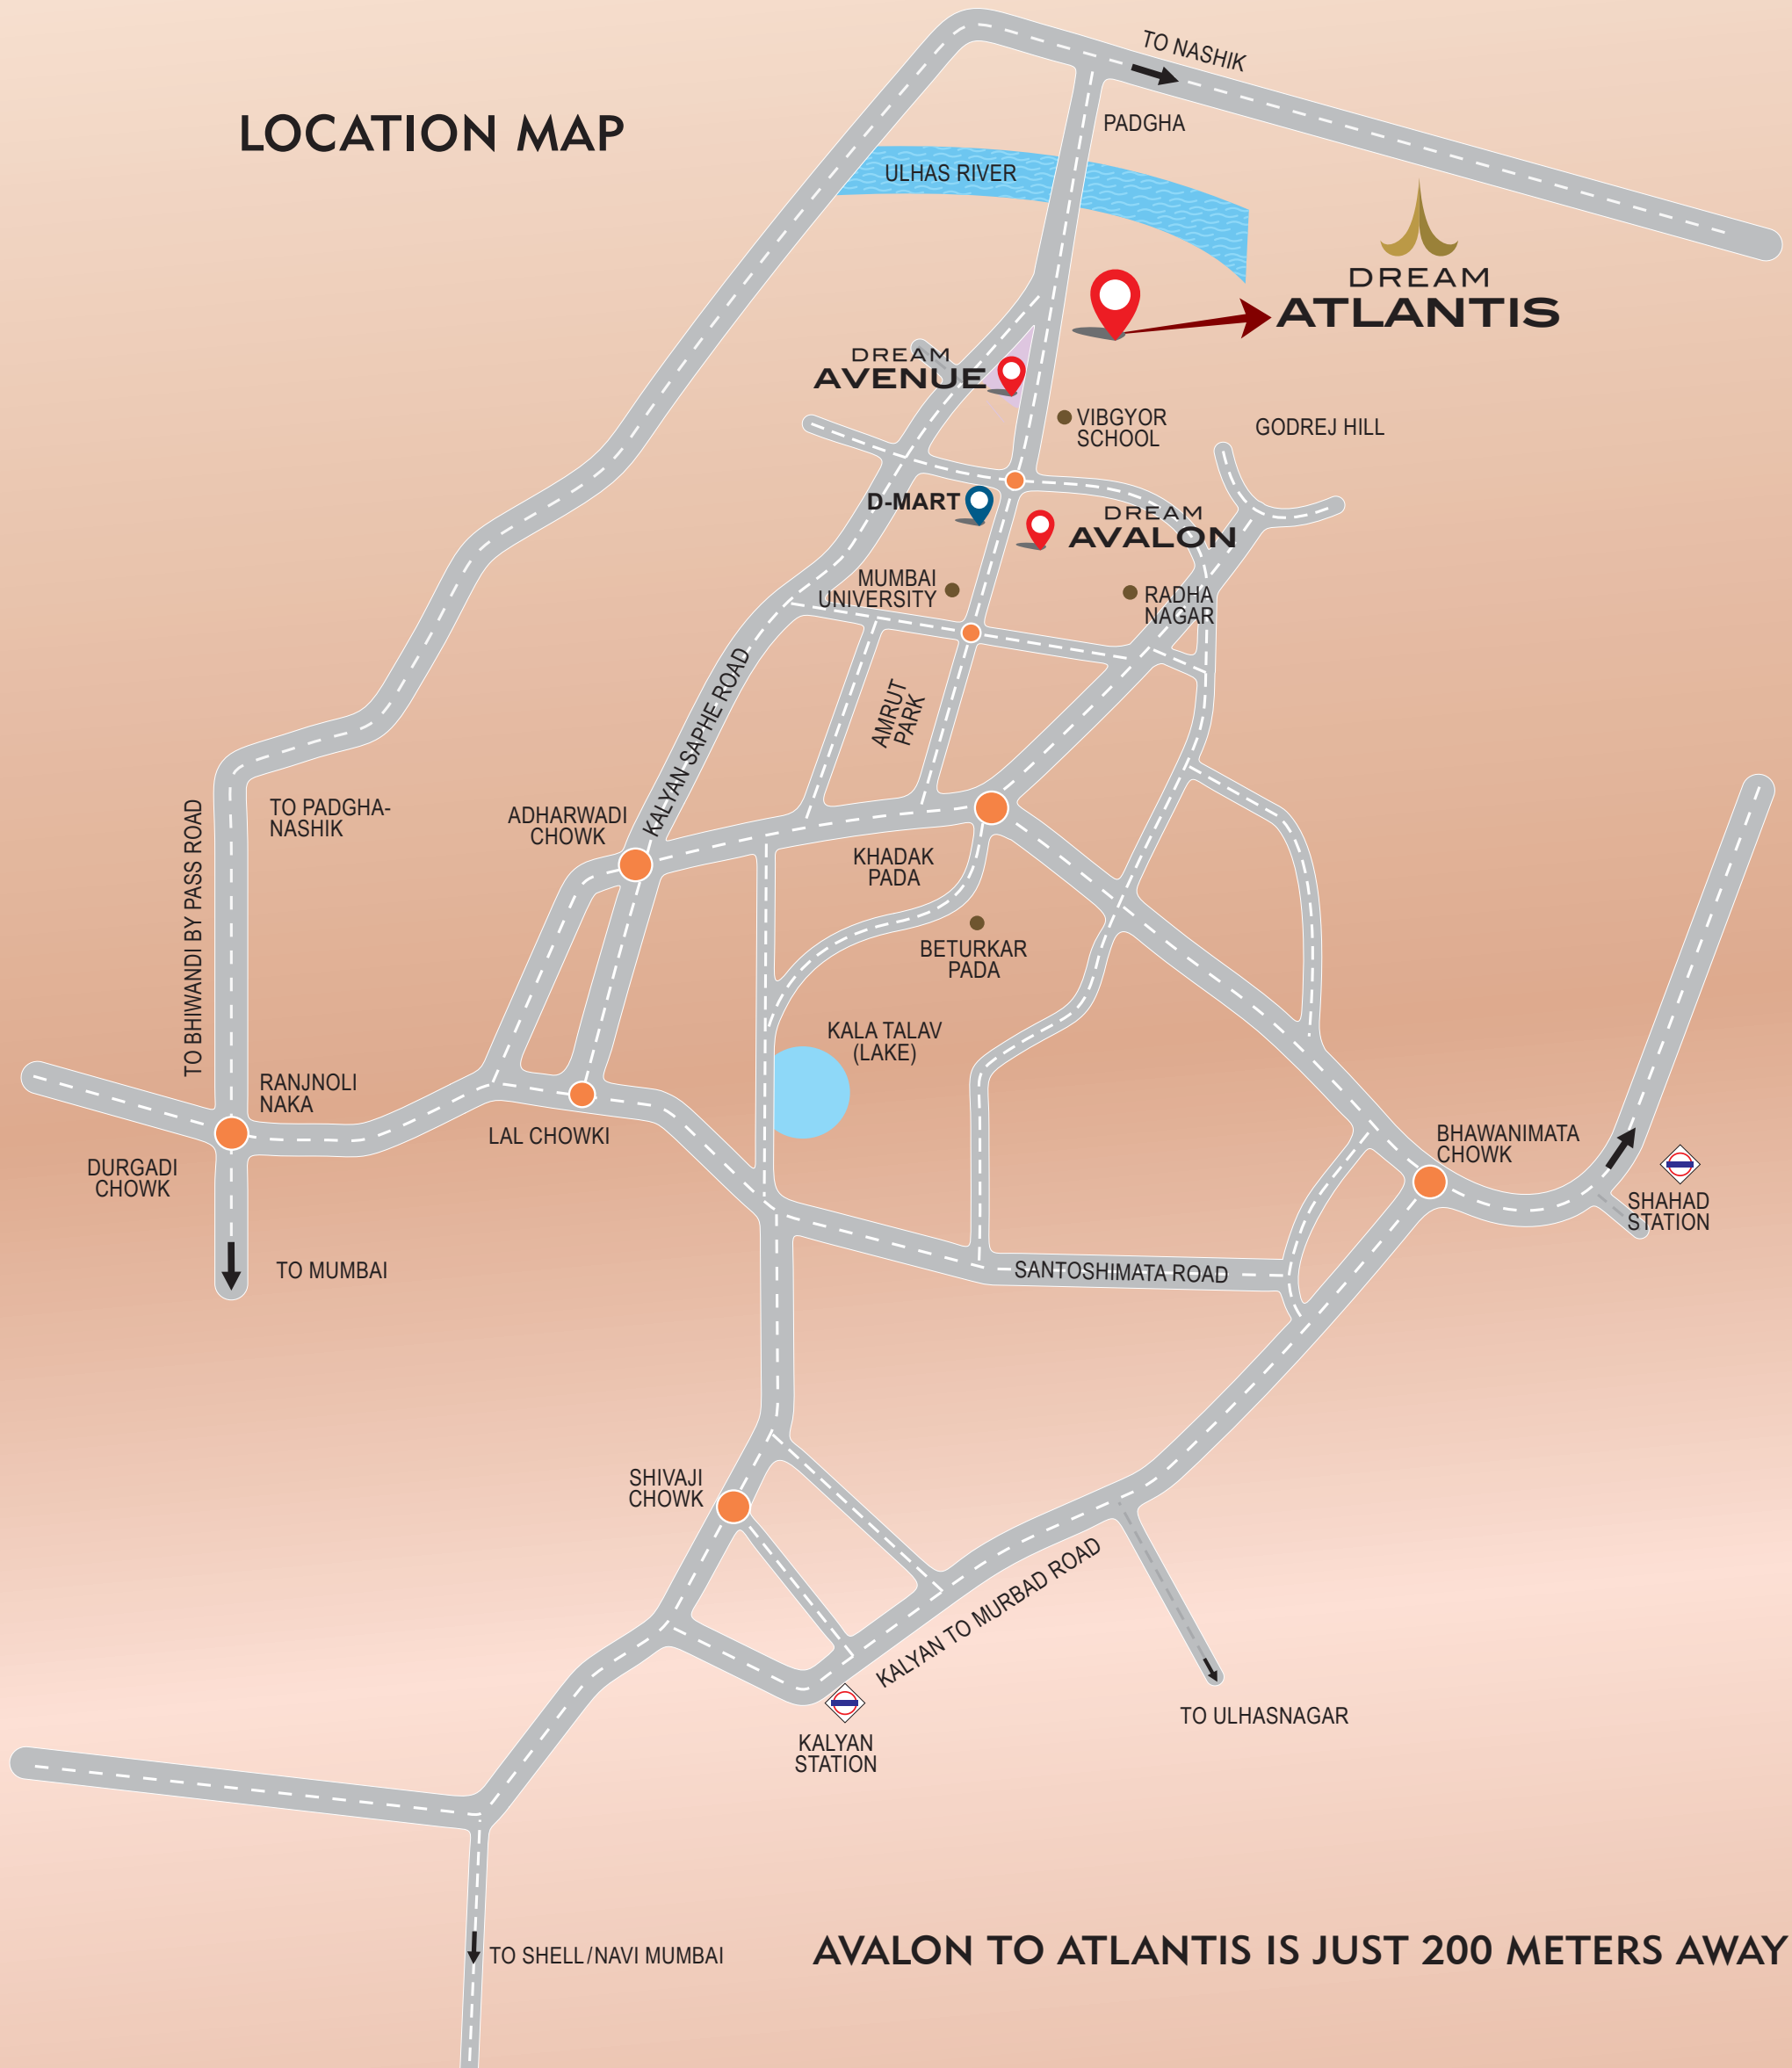 TO NASHIK
PADGHA
LOCATION MAP
ULHAS RIVER
DREAM
ATLANTIS
DREAM
AVENUE
VIBGYOR
SCHOOL
GODREJ HILL
D-MART
DREAM
AVALON
MUMBAI
UNIVERSITY
RADHA
NAGAR
KALYAN SAPHE ROAD
AMRUT
PARK
TO BHIWANDI BY PASS ROAD
TO PADGHA-
NASHIK
ADHARWADI
CHOWK
KHADAK
PADA
BETURKAR
PADA
KALA TALAV
(LAKE)
RANJNOLI
NAKA
LAL CHOWKI
DURGADI
CHOWK
BHAWANIMATA
CHOWK
SHAHAD
STATION
TO MUMBAI
SANTOSHIMATA ROAD
SHIVAJI
CHOWK
KALYAN TO MURBAD ROAD
TO ULHASNAGAR
KALYAN
STATION
TO SHELL/NAVI MUMBAI
AVALON TO ATLANTIS IS JUST 200 METERS AWAY